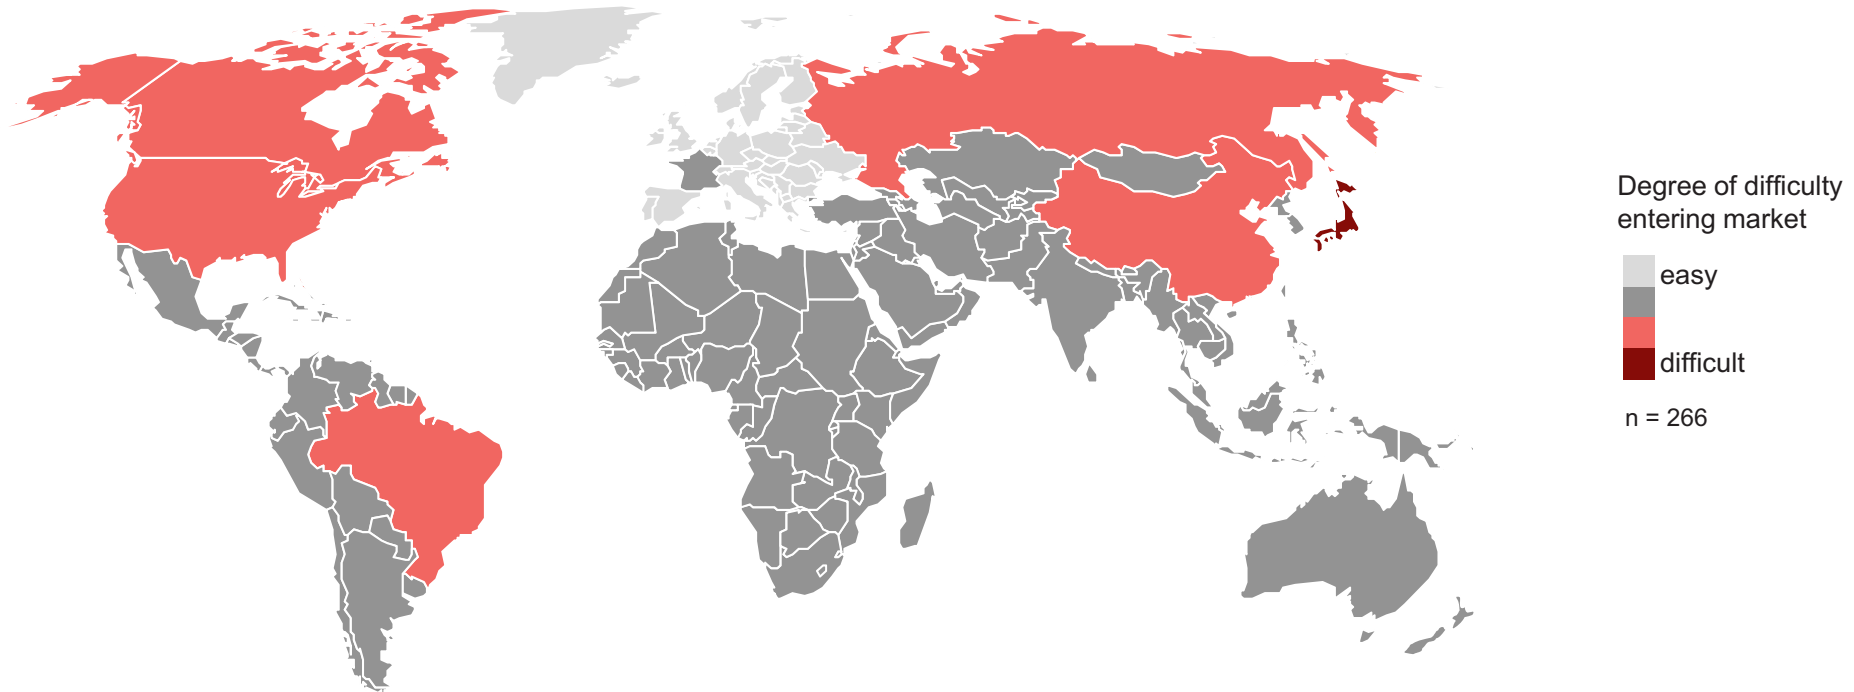 Degree of difficulty
entering market
easy
difficult
n = 266